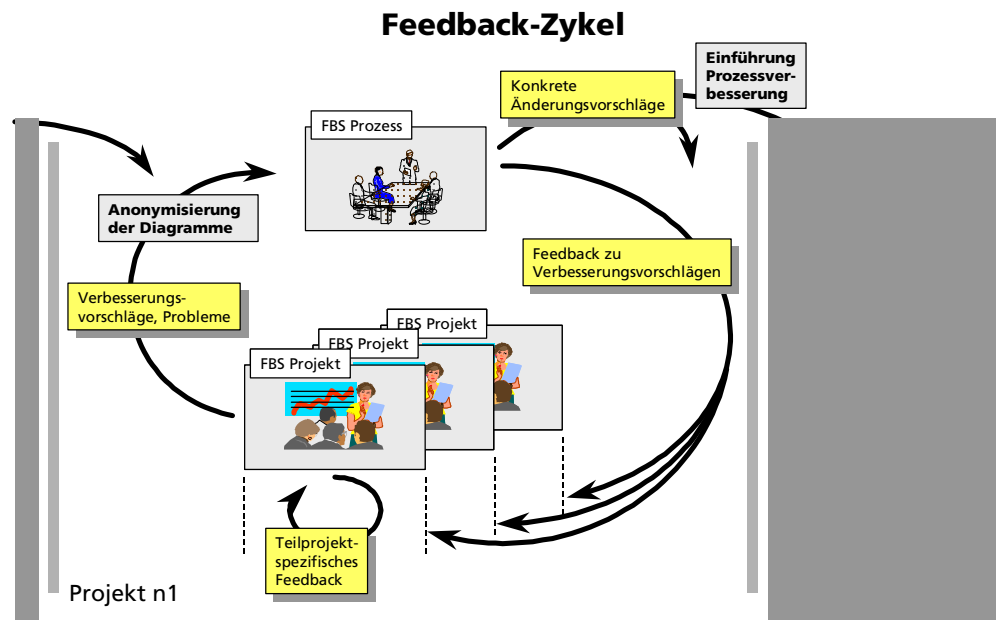 Feedback-Zykel
Einführung
Prozessver-
besserung
Konkrete
Änderungsvorschläge
FBS Prozess
Anonymisierung
der Diagramme
Feedback zu
Verbesserungsvorschlägen
Verbesserungs-
vorschläge, Probleme
FBS Projekt
FBS Projekt
FBS Projekt
Teilprojekt-
spezifisches
Feedback
Projekt n1